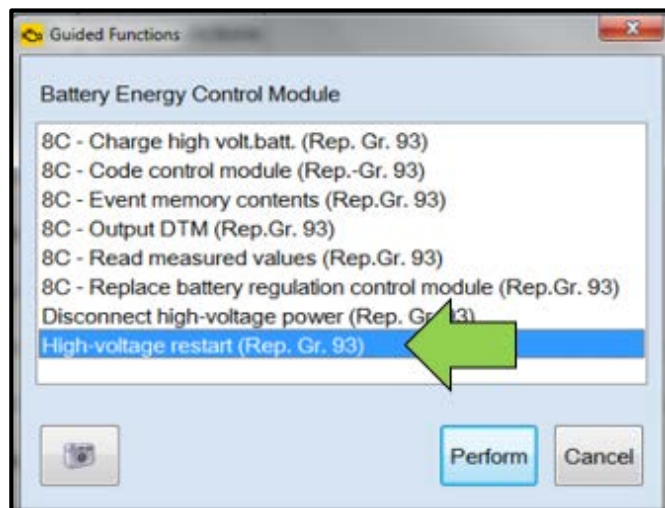 Guided Functions
Battery Energy Control Module
8C - Charge high volt.batt. (Rep. Gr. 93)
8C - Code control module (Rep.-Gr. 93)
8C - Event memory contents (Rep.Gr. 93)
8C - Output DTM (Rep.Gr. 93)
8C - Read measured values (Rep.Gr. 93)
8C - Replace battery regulation control module (Rep.Gr. 93)
Disconnect high-voltage power (Rep. Gr. 93)
High-voltage restart (Rep. Gr. 93)
Perform
Cancel